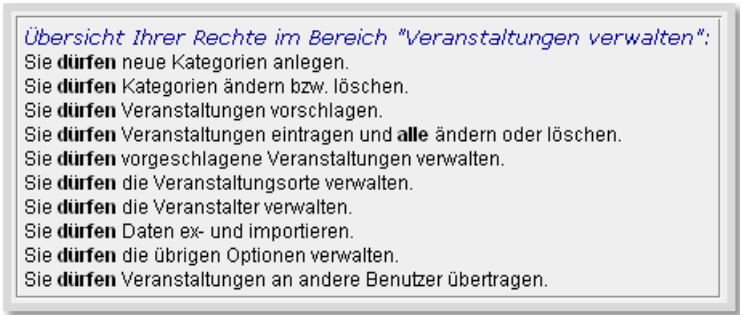 Übersicht Ihrer Rechte im Bereich "Veranstaltungen verwalten":
Sie dürfen neue Kategorien anlegen.
Sie dürfen Kategorien ändern bzw. löschen.
Sie dürfen Veranstaltungen vorschlagen.
Sie dürfen Veranstaltungen eintragen und alle ändern oder löschen.
Sie dürfen vorgeschlagene Veranstaltungen verwalten.
Sie dürfen die Veranstaltungsorte verwalten.
Sie dürfen die Veranstalter verwalten.
Sie dürfen Daten ex- und importieren.
Sie dürfen die übrigen Optionen verwalten.
Sie dürfen Veranstaltungen an andere Benutzer übertragen.